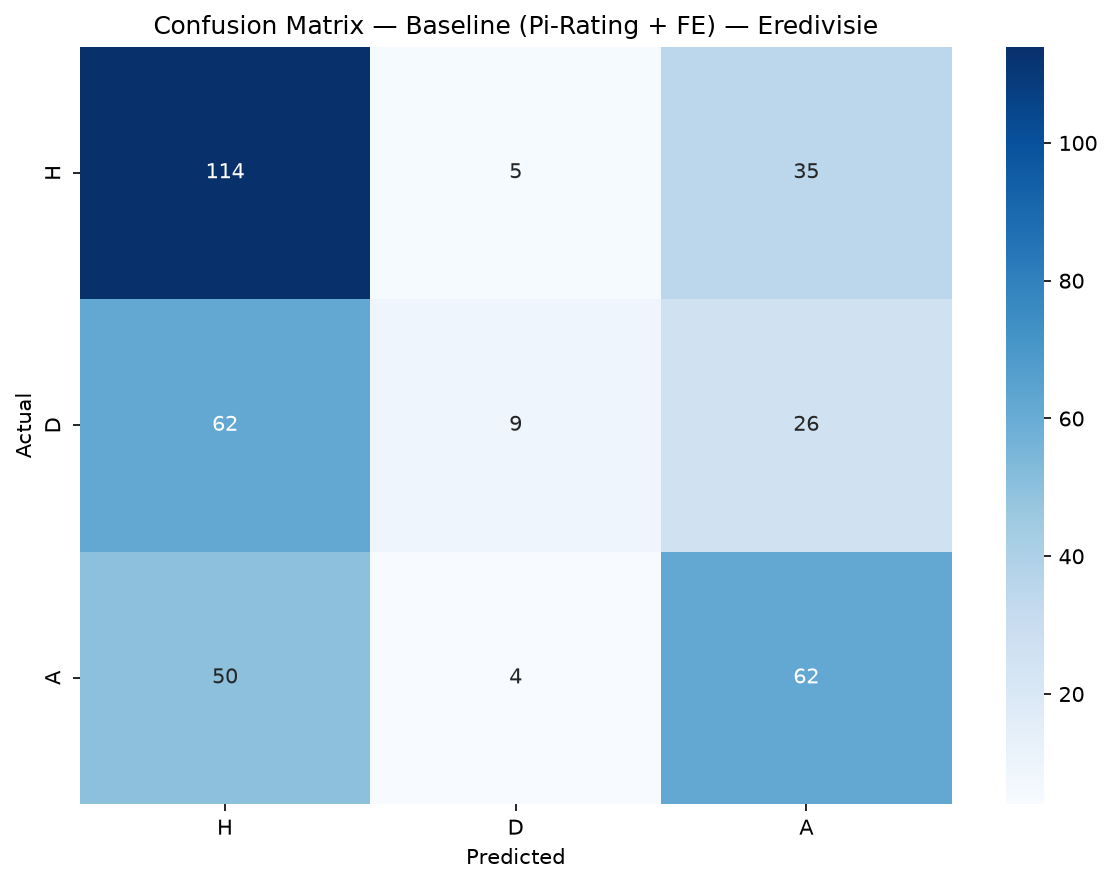 Confusion Matrix — Baseline (Pi-Rating + FE) — Eredivisie
H 114 5 35
D 62 9 26
A 50 4 62
H D A
Predicted
Actual
100
80
60
40
20